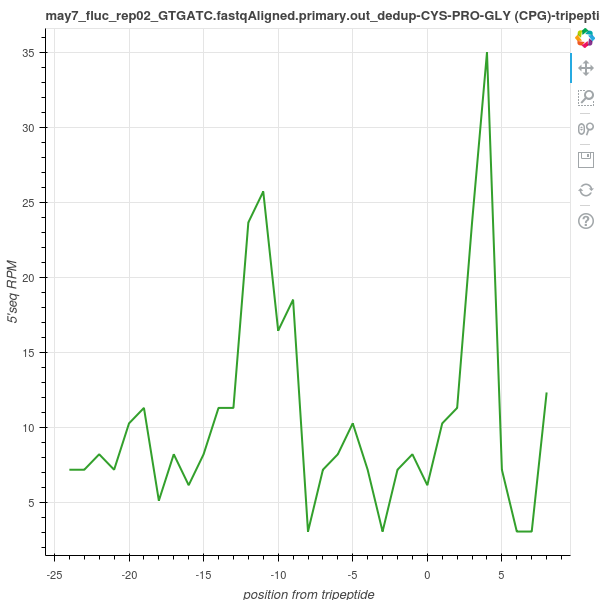 may7_fluc_rep02_GTGATC.fastqAligned.primary.out_dedup-CYS-PRO-GLY (CPG)-tripepti
35
30
25
20
15
10
5
5'seq RPM
-25 -20 -15 -10 -5 0 5
position from tripeptide